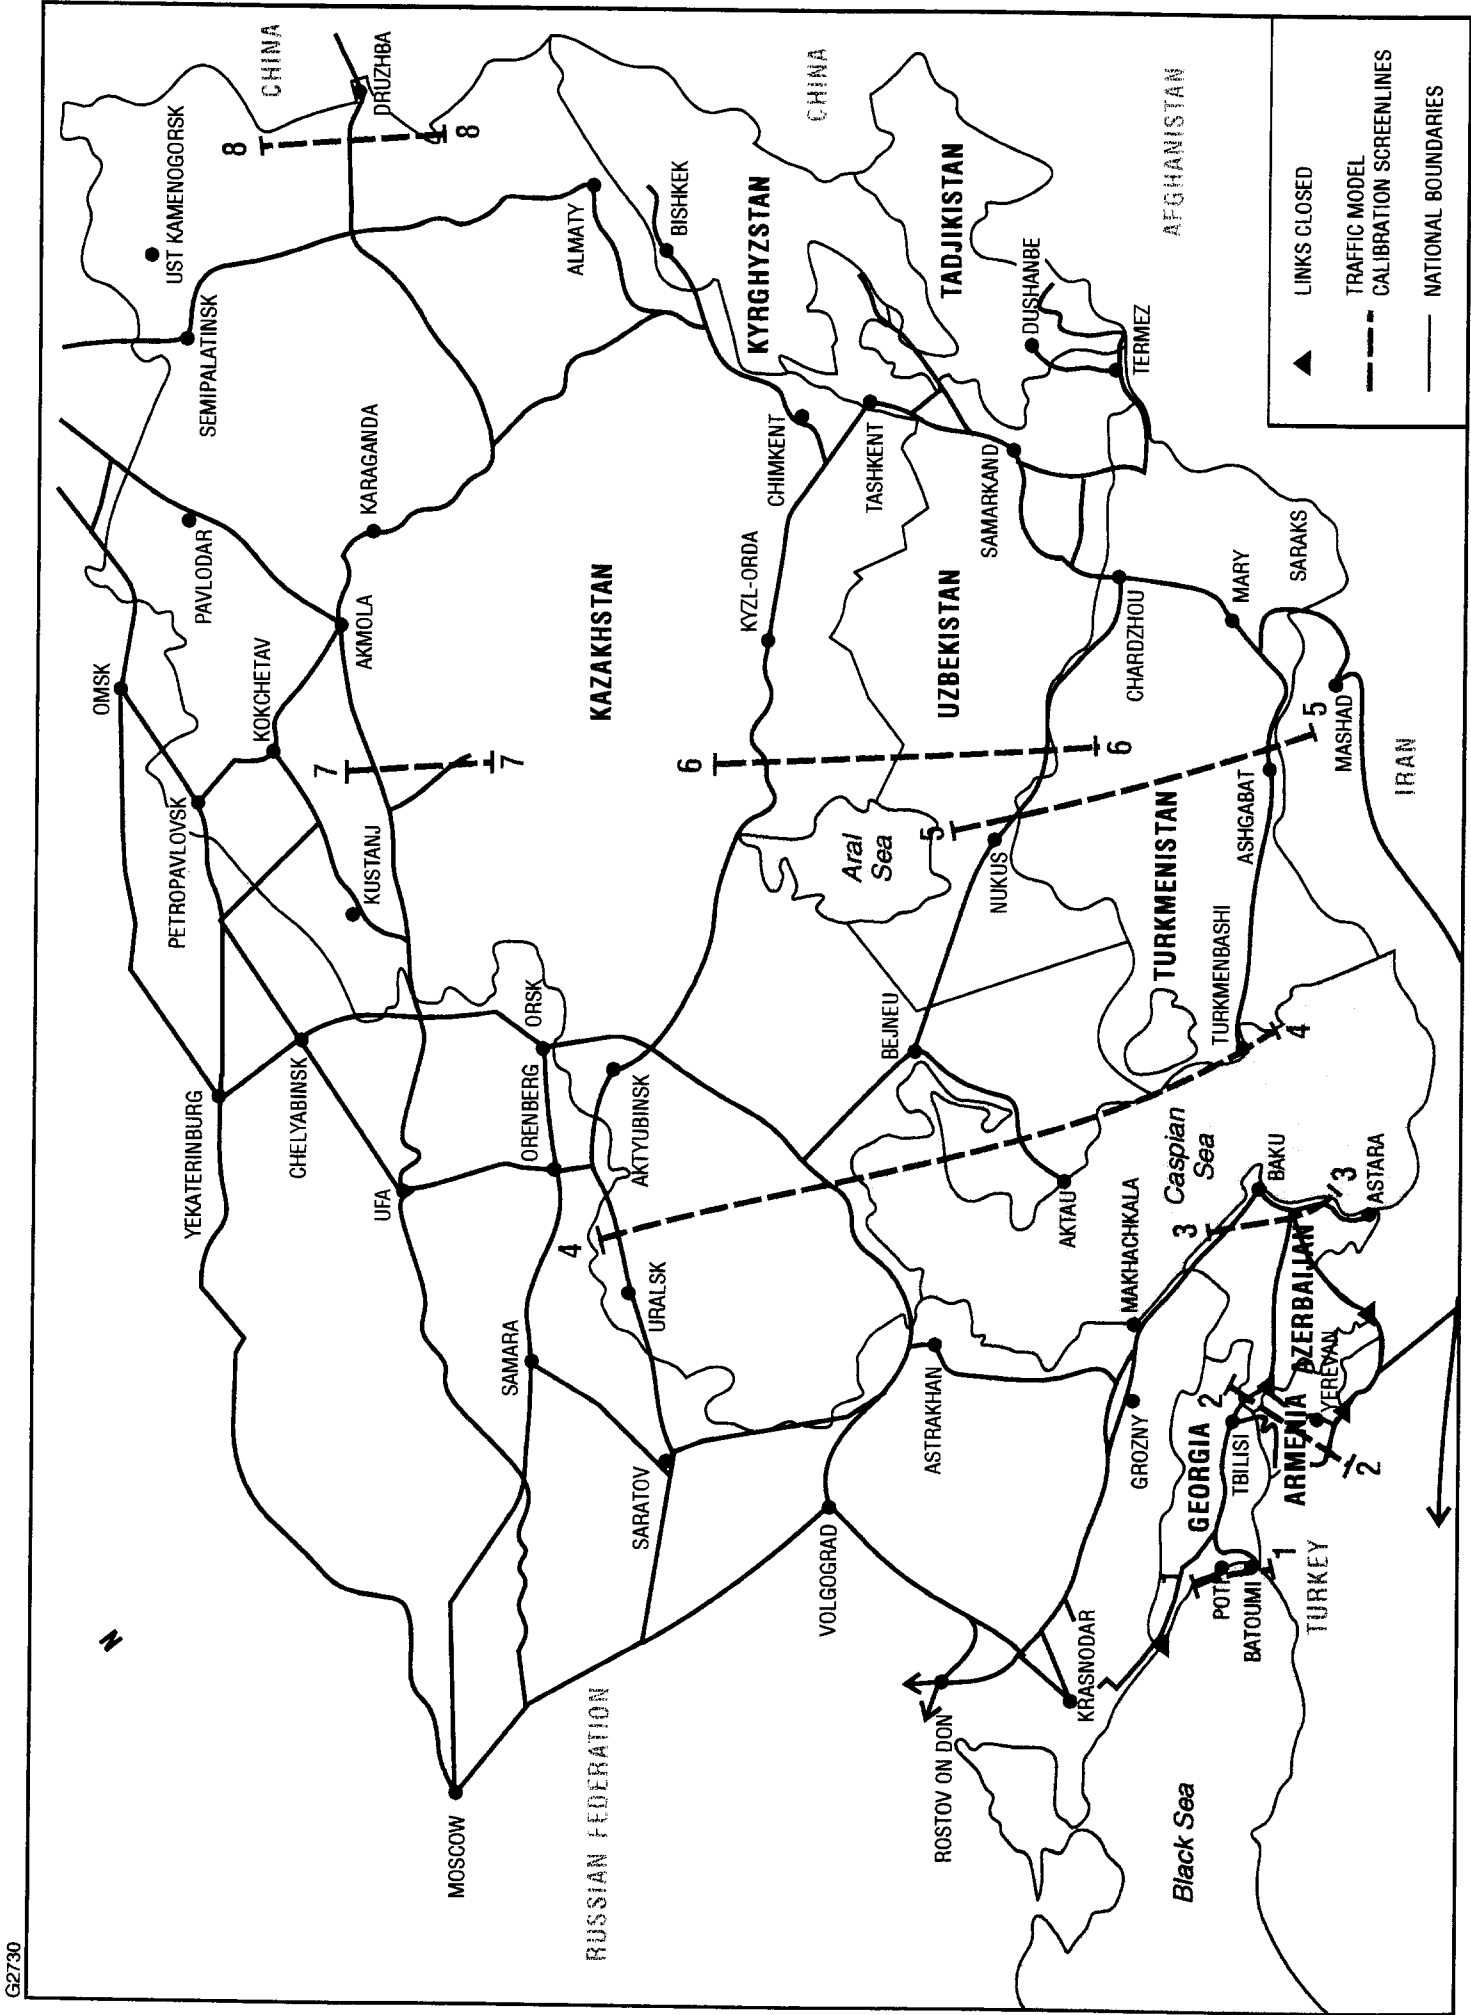 G2730
N
MOSCOW
RUSSIAN FEDERATION
YEKATERINBURG
CHELYABINSK
UFA
SAMARA
ORENBERG
ORSK
OMSK
PETROPAVLOVSK
KOKCHETAV
KUSTANJ
PAVLODAR
AKMOLA
KARAGANDA
SEMIPALATINSK
UST KAMENOGORSK
CHINA
DRUZHBA
8
8
7
7
SARATOV
URALSK
4
AKTYUBINSK
KAZAKHSTAN
ALMATY
BISHKEK
KYRGHYZSTAN
CHINA
VOLGOGRAD
ASTRAKHAN
BEJNEU
Aral
Sea
KYZL-ORDA
CHIMKENT
TASHKENT
6
6
5
5
NUKUS
UZBEKISTAN
SAMARKAND
TADJIKISTAN
DUSHANBE
TERMEZ
AFGHANISTAN
ROSTOV ON DON
KRASNODAR
GROZNY
MAKHACHKALA
AKTAU
Caspian
Sea
TURKMENISTAN
TURKMENBASHI
4
ASHGABAT
CHARDZHOU
MARY
SARAKS
MASHAD
IRAN
Black Sea
POTI
BATOUMI
1
TURKEY
GEORGIA
TBILISI
2
2
ARMENIA
YEREVAN
AZERBAIJAN
3
3
BAKU
ASTARA
LINKS CLOSED
TRAFFIC MODEL
CALIBRATION SCREENLINES
NATIONAL BOUNDARIES